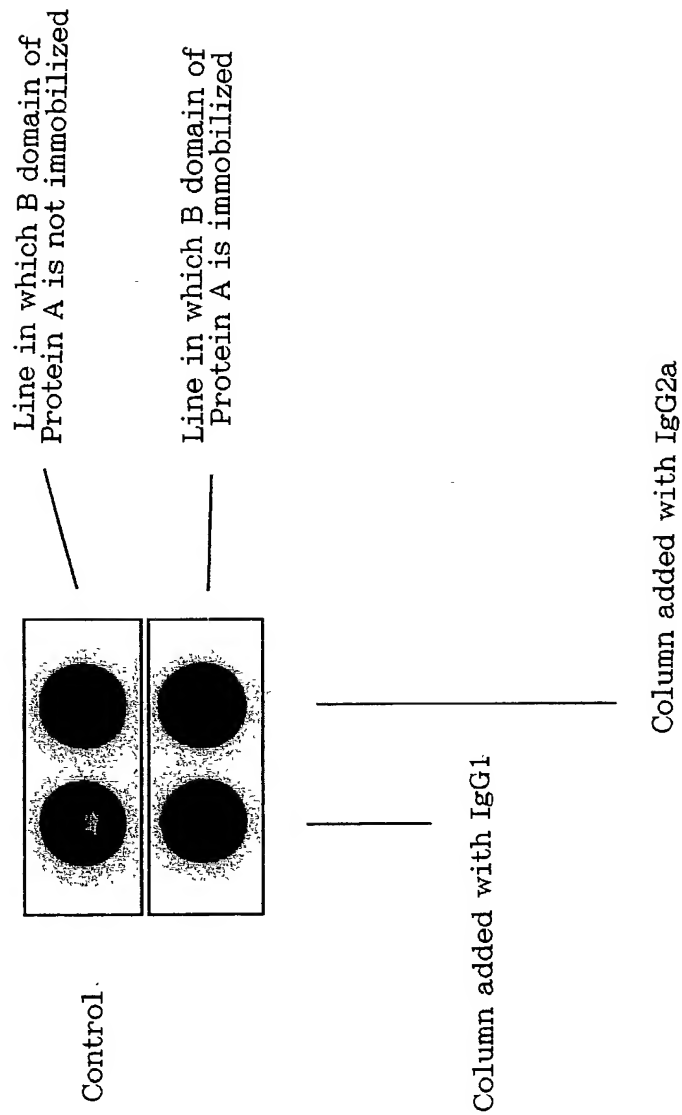 Control
Line in which B domain of
Protein A is not immobilized
Line in which B domain of
Protein A is immobilized
Column added with IgG1
Column added with IgG2a